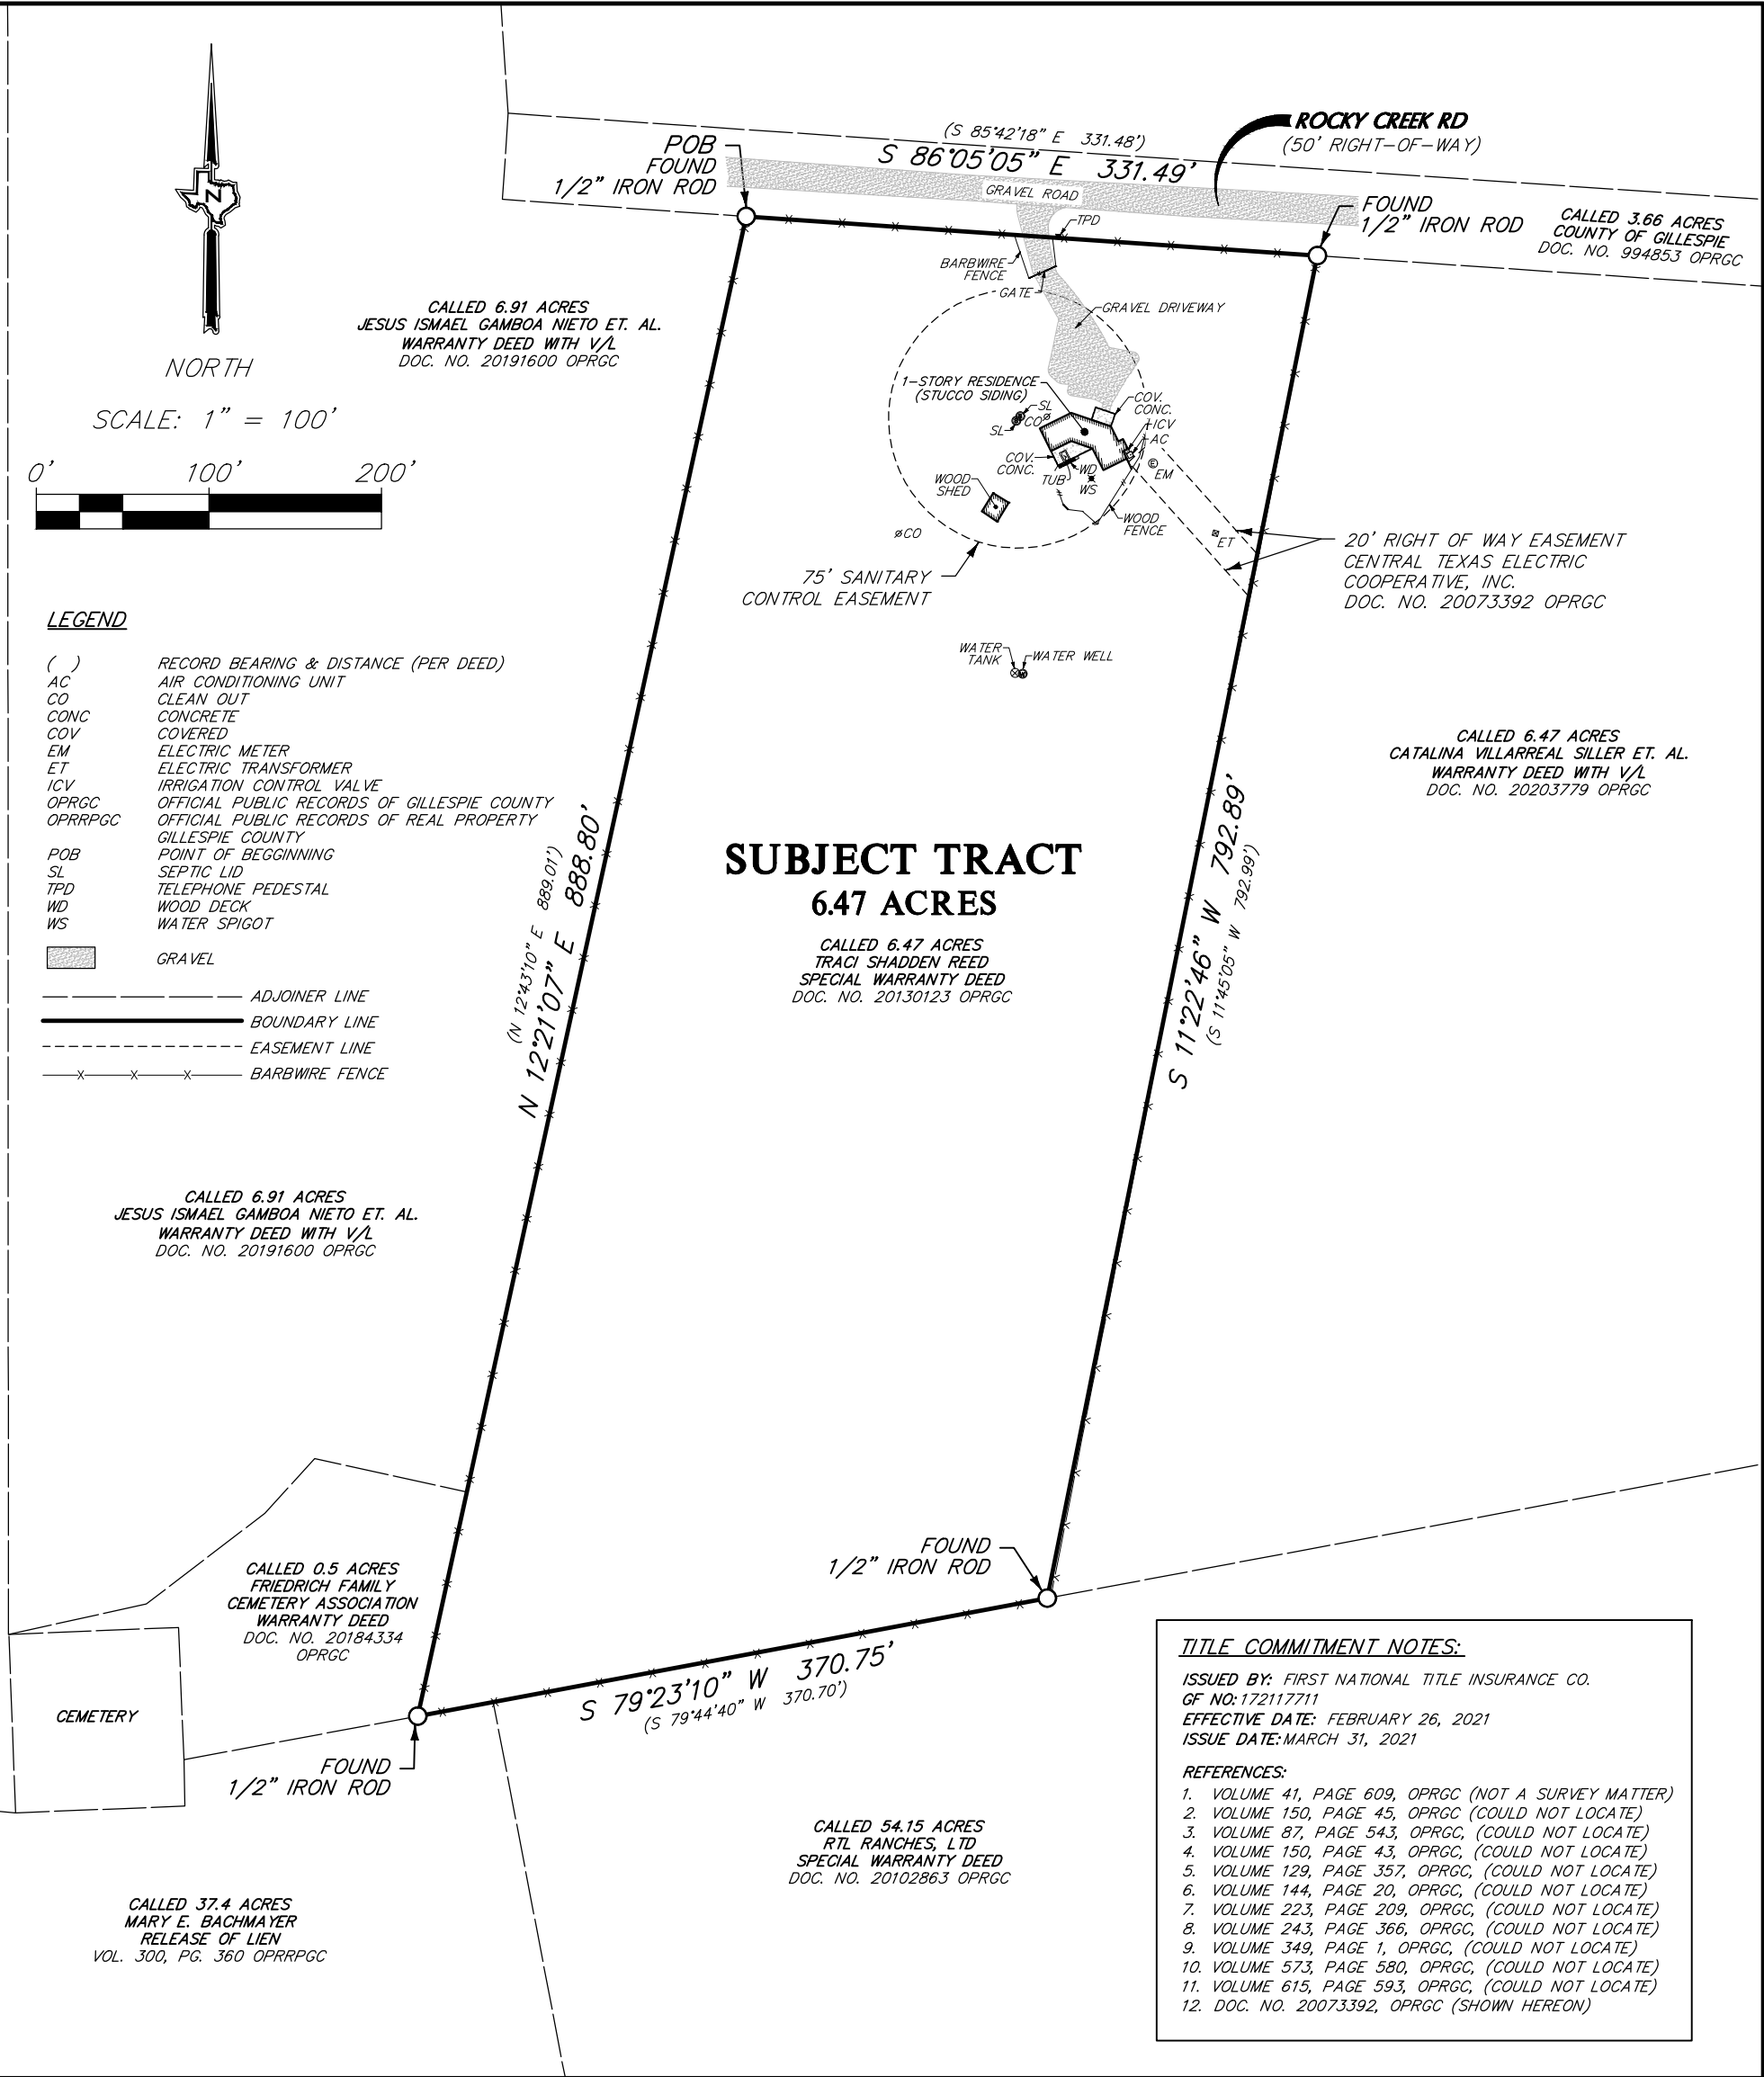 NORTH
SCALE: 1" = 100'
0' 100' 200'
LEGEND
( ) RECORD BEARING & DISTANCE (PER DEED)
AC AIR CONDITIONING UNIT
CO CLEAN OUT
CONC CONCRETE
COV COVERED
EM ELECTRIC METER
ET ELECTRIC TRANSFORMER
ICV IRRIGATION CONTROL VALVE
OPRGC OFFICIAL PUBLIC RECORDS OF GILLESPIE COUNTY
OPRRPGC OFFICIAL PUBLIC RECORDS OF REAL PROPERTY
GILLESPIE COUNTY
POB POINT OF BEGGINNING
SL SEPTIC LID
TPD TELEPHONE PEDESTAL
WD WOOD DECK
WS WATER SPIGOT
GRAVEL
ADJOINER LINE
BOUNDARY LINE
EASEMENT LINE
BARBWIRE FENCE
POB
FOUND
1/2" IRON ROD
(S 85°42'18" E 331.48')
S 86°05'05" E 331.49'
ROCKY CREEK RD
(50' RIGHT-OF-WAY)
GRAVEL ROAD
TPD
FOUND
1/2" IRON ROD
CALLED 3.66 ACRES
COUNTY OF GILLESPIE
DOC. NO. 994853 OPRGC
BARBWIRE
FENCE
GATE
GRAVEL DRIVEWAY
CALLED 6.91 ACRES
JESUS ISMAEL GAMBOA NIETO ET. AL.
WARRANTY DEED WITH V/L
DOC. NO. 20191600 OPRGC
1-STORY RESIDENCE
(STUCCO SIDING)
SL
CO
SL
COV.
CONC.
ICV
AC
EM
COV.
CONC.
WD
TUB
WS
WOOD
SHED
WOOD
FENCE
CO
ET
75' SANITARY
CONTROL EASEMENT
20' RIGHT OF WAY EASEMENT
CENTRAL TEXAS ELECTRIC
COOPERATIVE, INC.
DOC. NO. 20073392 OPRGC
WATER
TANK
WATER WELL
W
CALLED 6.47 ACRES
CATALINA VILLARREAL SILLER ET. AL.
WARRANTY DEED WITH V/L
DOC. NO. 20203779 OPRGC
SUBJECT TRACT
6.47 ACRES
CALLED 6.47 ACRES
TRACI SHADDEN REED
SPECIAL WARRANTY DEED
DOC. NO. 20130123 OPRGC
(N 12°43'10" E 889.01')
N 12°21'07" E 888.80'
S 11°22'46" W 792.89'
(S 11°45'05" W 792.99')
CALLED 6.91 ACRES
JESUS ISMAEL GAMBOA NIETO ET. AL.
WARRANTY DEED WITH V/L
DOC. NO. 20191600 OPRGC
FOUND
1/2" IRON ROD
CALLED 0.5 ACRES
FRIEDRICH FAMILY
CEMETERY ASSOCIATION
WARRANTY DEED
DOC. NO. 20184334
OPRGC
S 79°23'10" W 370.75'
(S 79°44'40" W 370.70')
CEMETERY
FOUND
1/2" IRON ROD
CALLED 54.15 ACRES
RTL RANCHES, LTD
SPECIAL WARRANTY DEED
DOC. NO. 20102863 OPRGC
CALLED 37.4 ACRES
MARY E. BACHMAYER
RELEASE OF LIEN
VOL. 300, PG. 360 OPRRPGC
TITLE COMMITMENT NOTES:
ISSUED BY: FIRST NATIONAL TITLE INSURANCE CO.
GF NO: 172117711
EFFECTIVE DATE: FEBRUARY 26, 2021
ISSUE DATE: MARCH 31, 2021
REFERENCES:
1. VOLUME 41, PAGE 609, OPRGC (NOT A SURVEY MATTER)
2. VOLUME 150, PAGE 45, OPRGC (COULD NOT LOCATE)
3. VOLUME 87, PAGE 543, OPRGC, (COULD NOT LOCATE)
4. VOLUME 150, PAGE 43, OPRGC, (COULD NOT LOCATE)
5. VOLUME 129, PAGE 357, OPRGC, (COULD NOT LOCATE)
6. VOLUME 144, PAGE 20, OPRGC, (COULD NOT LOCATE)
7. VOLUME 223, PAGE 209, OPRGC, (COULD NOT LOCATE)
8. VOLUME 243, PAGE 366, OPRGC, (COULD NOT LOCATE)
9. VOLUME 349, PAGE 1, OPRGC, (COULD NOT LOCATE)
10. VOLUME 573, PAGE 580, OPRGC, (COULD NOT LOCATE)
11. VOLUME 615, PAGE 593, OPRGC, (COULD NOT LOCATE)
12. DOC. NO. 20073392, OPRGC (SHOWN HEREON)